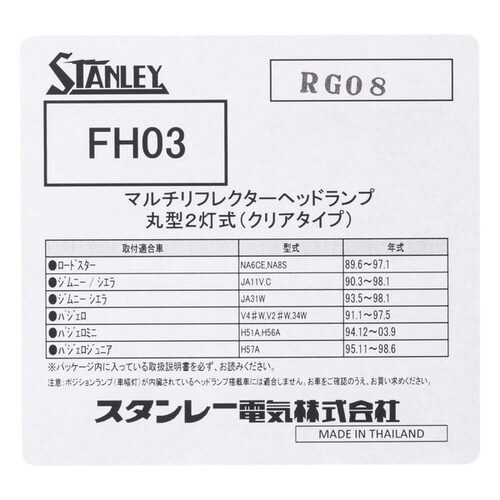 STANLEY
RG08
FH03
マルチリフレクターヘッドランプ
丸型2灯式(クリアタイプ)
取付適合車 型式 年式
●ロードスター NA6CE,NA8S 89.6~97.1
●ジムニー/シエラ JA11V,C 90.3~98.1
●ジムニーシエラ JA31W 93.5~98.1
●パジェロ V4#W,V2#W,34W 91.1~97.5
●パジェロミニ H51A,H56A 94.12~03.9
●パジェロジュニア H57A 95.11~98.6
※パッケージ内に入っている取扱説明書を必ず、お読みください。
注意:ポジションランプ(車幅灯)が内臓されているヘッドランプ搭載車には適合しません。お車をご確認のうえ、お買い求めください。
スタンレー電気株式会社
MADE IN THAILAND